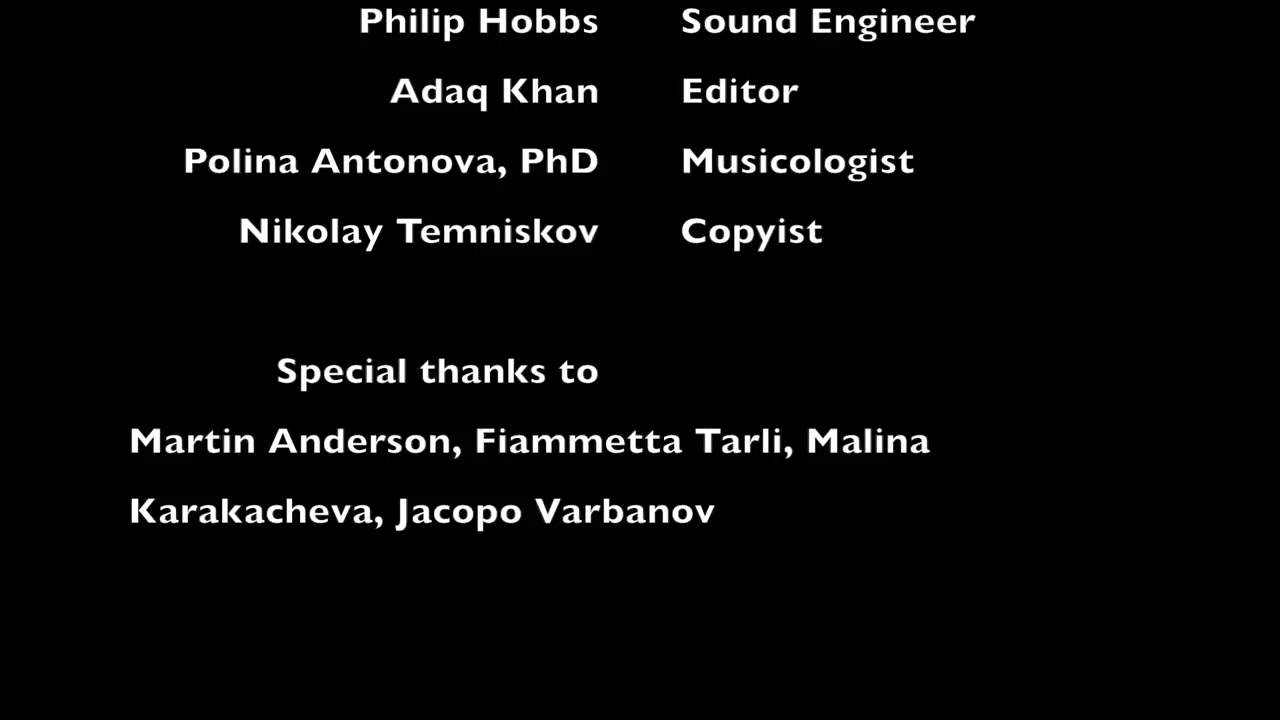 Philip Hobbs Sound Engineer
Adaq Khan Editor
Polina Antonova, PhD Musicologist
Nikolay Temniskov Copyist
Special thanks to
Martin Anderson, Fiammetta Tarli, Malina
Karakacheva, Jacopo Varbanov